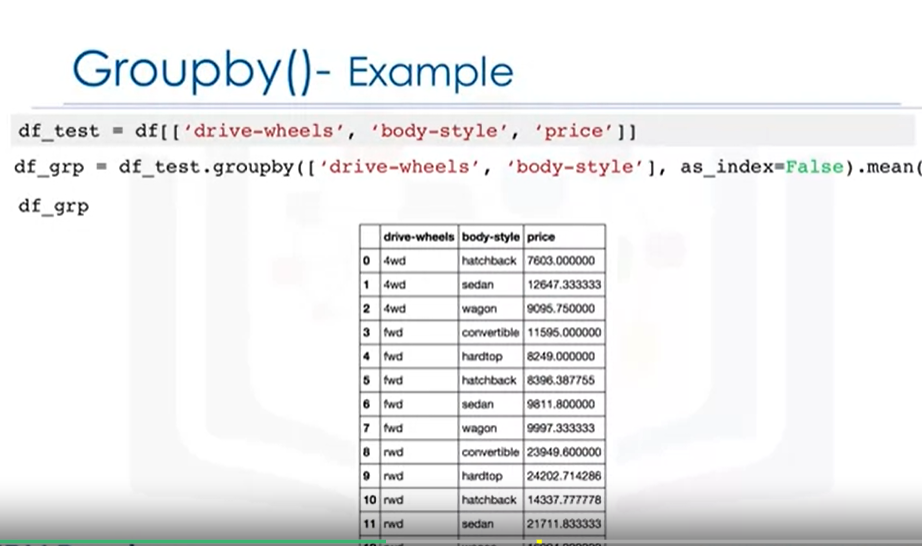 Groupby()- Example
df_test = df[['drive-wheels', 'body-style', 'price']]
df_grp = df_test.groupby(['drive-wheels', 'body-style'], as_index=False).mean(
df_grp
drive-wheels body-style price
0 4wd hatchback 7603.000000
1 4wd sedan 12647.333333
2 4wd wagon 9095.750000
3 fwd convertible 11595.000000
4 fwd hardtop 8249.000000
5 fwd hatchback 8396.387755
6 fwd sedan 9811.800000
7 fwd wagon 9997.333333
8 rwd convertible 23949.600000
9 rwd hardtop 24202.714286
10 rwd hatchback 14337.777778
11 rwd sedan 21711.833333